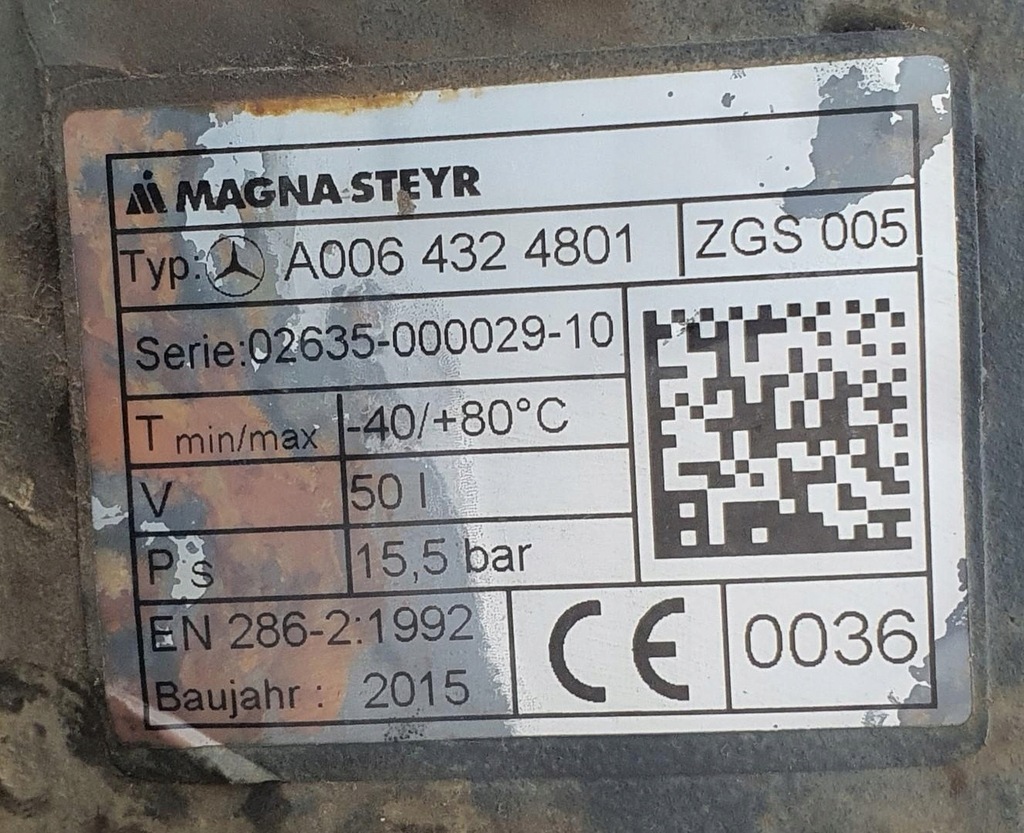 MAGNA STEYR
Typ: A006 432 4801 ZGS 005
Serie:02635-000029-10
T min/max -40/+80°C
V 50 l
Ps 15,5 bar
EN 286-2:1992
Baujahr : 2015
CE 0036